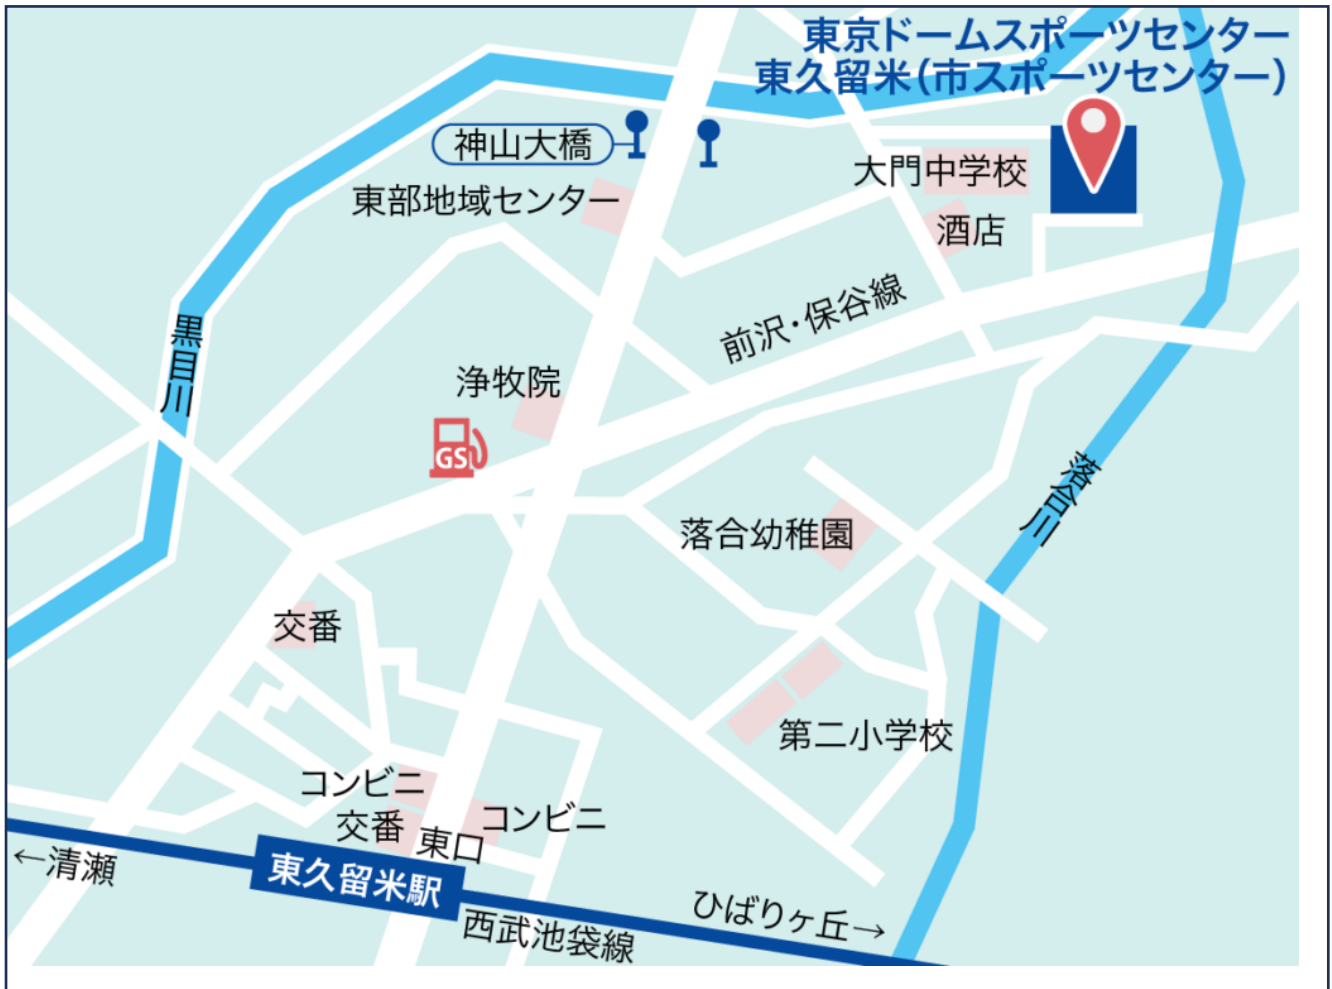 東京ドームスポーツセンター
東久留米(市スポーツセンター)
神山大橋
大門中学校
東部地域センター
酒店
前沢・保谷線
黒目川
浄牧院
GS
落合川
落合幼稚園
交番
第二小学校
コンビニ
コンビニ
交番
東口
←清瀬
東久留米駅
ひばりヶ丘→
西武池袋線